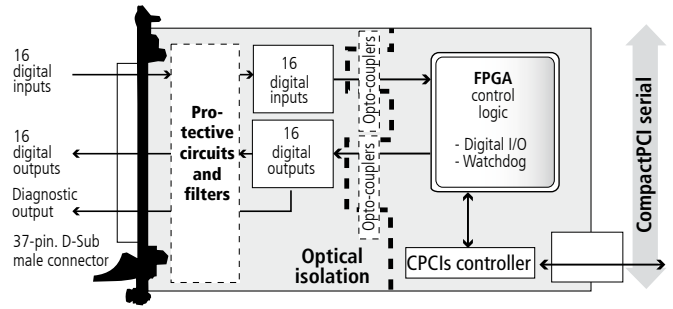 16
digital
inputs
16
digital
outputs
Diagnostic
output
37-pin. D-Sub
male connector
Pro-
tective
circuits
and
filters
16
digital
inputs
16
digital
outputs
Opto-couplers
Opto-couplers
Optical
isolation
FPGA
control
logic
- Digital I/O
- Watchdog
CPCIs controller
CompactPCI serial